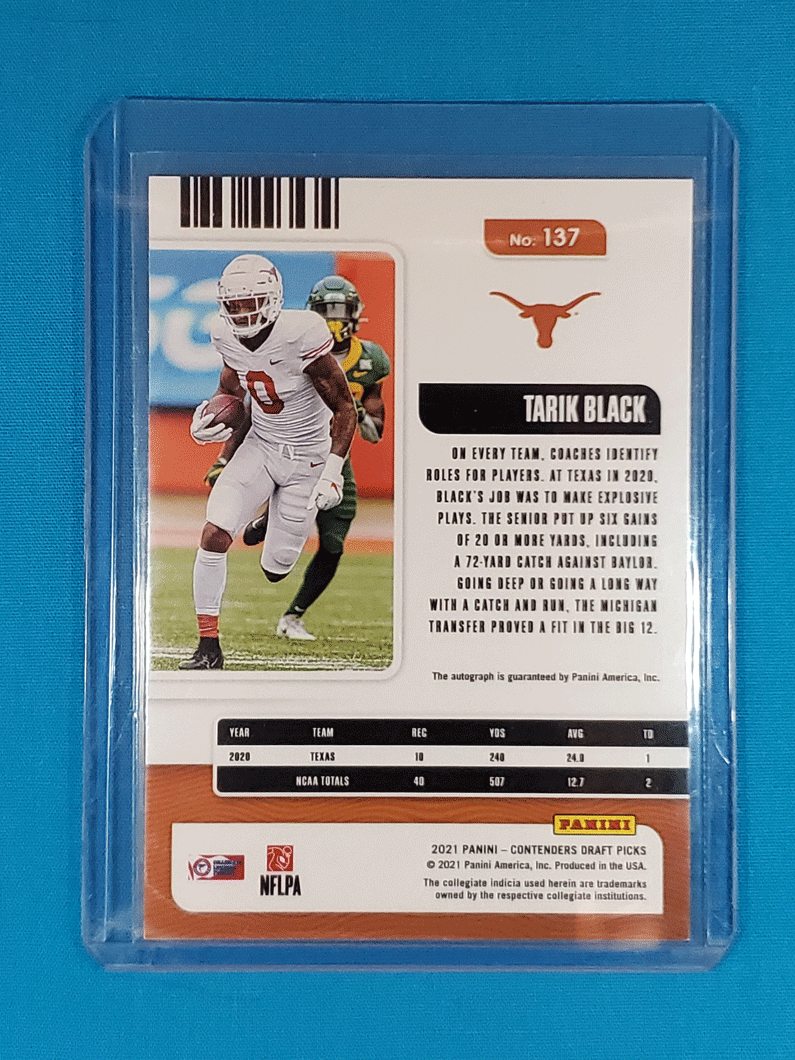 No. 137
0
TARIK BLACK
ON EVERY TEAM, COACHES IDENTIFY
ROLES FOR PLAYERS. AT TEXAS IN 2020,
BLACK'S JOB WAS TO MAKE EXPLOSIVE
PLAYS. THE SENIOR PUT UP SIX GAINS
OF 20 OR MORE YARDS, INCLUDING
A 72-YARD CATCH AGAINST BAYLOR.
GOING DEEP OR GOING A LONG WAY
WITH A CATCH AND RUN, THE MICHIGAN
TRANSFER PROVED A FIT IN THE BIG 12.
The autograph is guaranteed by Panini America, Inc.
YEAR TEAM REC YDS AVG TD
2020 TEXAS 10 240 24.0 1
NCAA TOTALS 40 507 12.7 2
PANINI
2021 PANINI – CONTENDERS DRAFT PICKS
© 2021 Panini America, Inc. Produced in the USA.
The collegiate indicia used herein are trademarks
owned by the respective collegiate institutions.
NFLPA